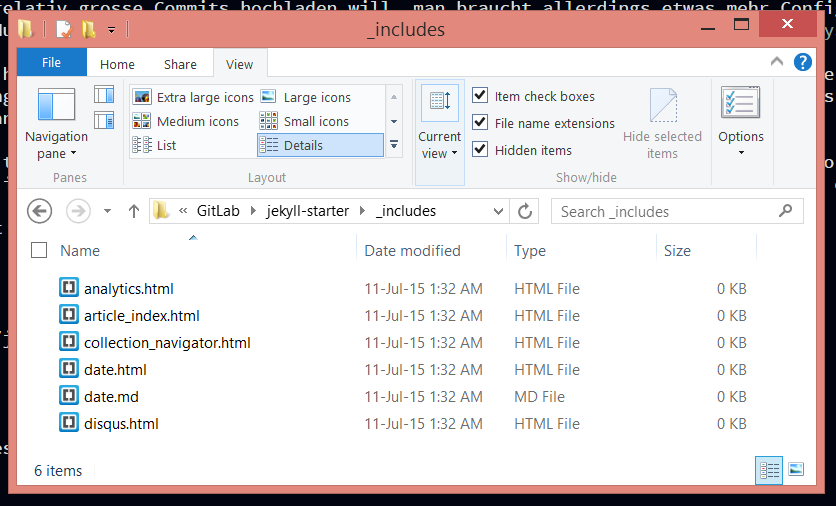 relativ grosse Commits hochladen will, man braucht allerdings etwas mehr Config
_includes
File Home Share View
Extra large icons Large icons
Medium icons Small icons
List Details
Navigation pane
Panes
Layout
Current view
Item check boxes
File name extensions
Hidden items
Hide selected items
Show/hide
Options
« GitLab jekyll-starter _includes
Search _includes
Name Date modified Type Size
analytics.html 11-Jul-15 1:32 AM HTML File 0 KB
article_index.html 11-Jul-15 1:32 AM HTML File 0 KB
collection_navigator.html 11-Jul-15 1:32 AM HTML File 0 KB
date.html 11-Jul-15 1:32 AM HTML File 0 KB
date.md 11-Jul-15 1:32 AM MD File 0 KB
disqus.html 11-Jul-15 1:32 AM HTML File 0 KB
6 items